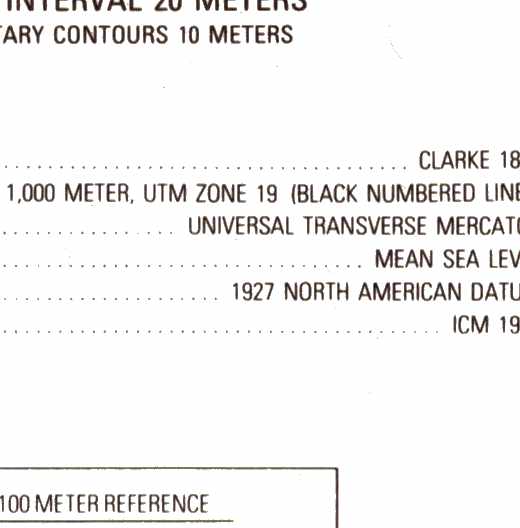 INTERVAL 20 METERS
TARY CONTOURS 10 METERS
CLARKE 18
1,000 METER, UTM ZONE 19 (BLACK NUMBERED LINE
UNIVERSAL TRANSVERSE MERCATO
MEAN SEA LEV
1927 NORTH AMERICAN DATU
ICM 19
100 METER REFERENCE